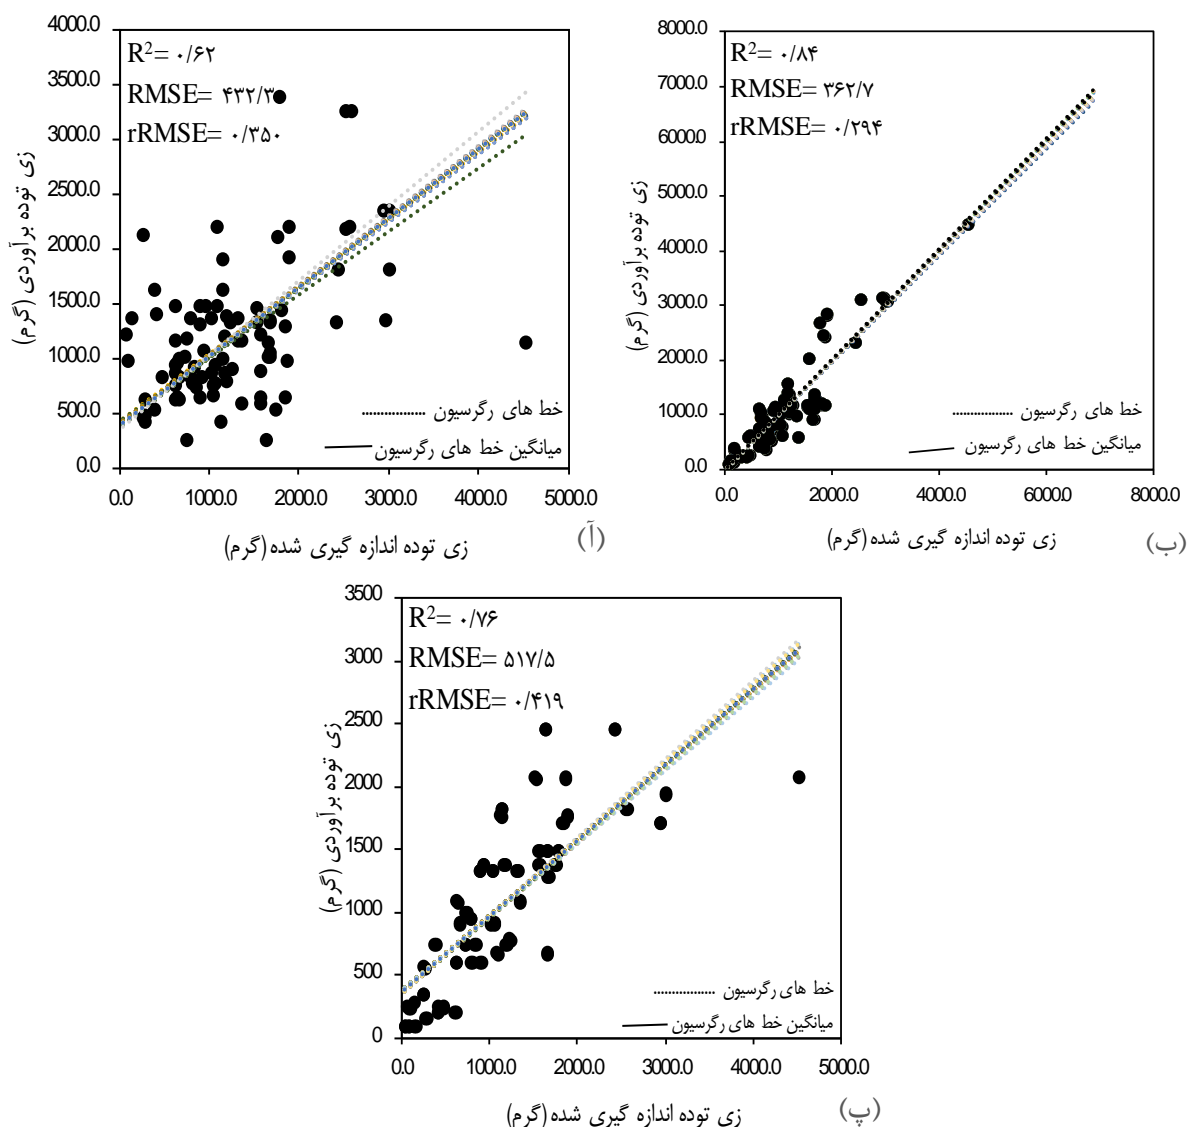 4000.0
3500.0
3000.0
2500.0
2000.0
1500.0
1000.0
500.0
0.0
R2= ۰/۶۲
RMSE= ۴۳۲/۳
rRMSE= ۰/۳۵۰
زی توده برآوردی (گرم)
خط های رگرسیون
میانگین خط های رگرسیون
0.0 1000.0 2000.0 3000.0 4000.0 5000.0
زی توده اندازه گیری شده (گرم)
(آ)
8000.0
7000.0
6000.0
5000.0
4000.0
3000.0
2000.0
1000.0
0.0
R2= ۰/۸۴
RMSE= ۳۶۲/۷
rRMSE= ۰/۲۹۴
زی توده برآوردی (گرم)
خط های رگرسیون
میانگین خط های رگرسیون
0.0 2000.0 4000.0 6000.0 8000.0
زی توده اندازه گیری شده (گرم)
(ب)
3500
3000
2500
2000
1500
1000
500
0
R2= ۰/۷۶
RMSE= ۵۱۷/۵
rRMSE= ۰/۴۱۹
زی توده برآوردی (گرم)
خط های رگرسیون
میانگین خط های رگرسیون
0.0 1000.0 2000.0 3000.0 4000.0 5000.0
زی توده اندازه گیری شده (گرم)
(پ)